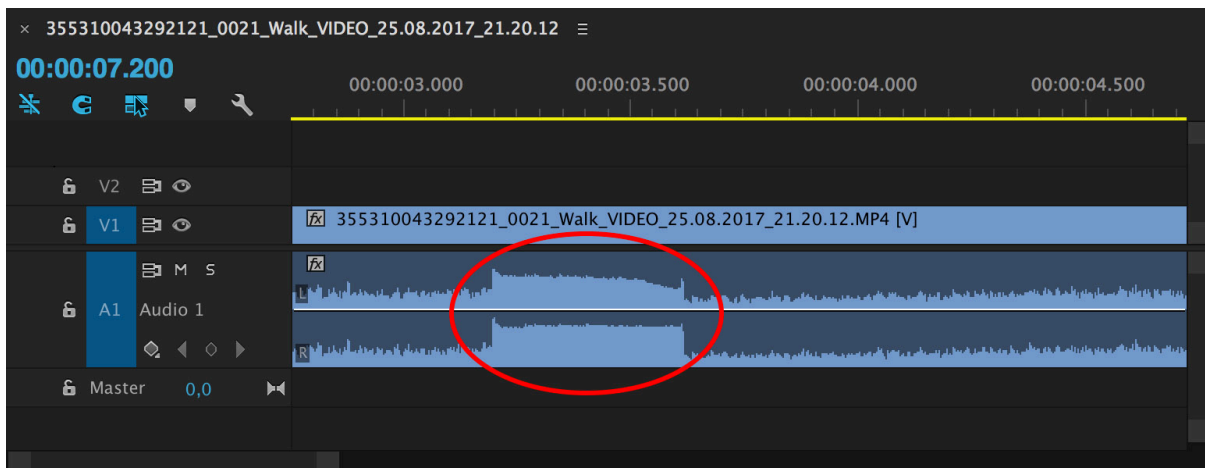 × 355310043292121_0021_Walk_VIDEO_25.08.2017_21.20.12 ≡
00:00:07.200
00:00:03.000 00:00:03.500 00:00:04.000 00:00:04.500
V2
V1 fx 355310043292121_0021_Walk_VIDEO_25.08.2017_21.20.12.MP4 [V]
M S fx
L
A1 Audio 1
R
Master 0,0